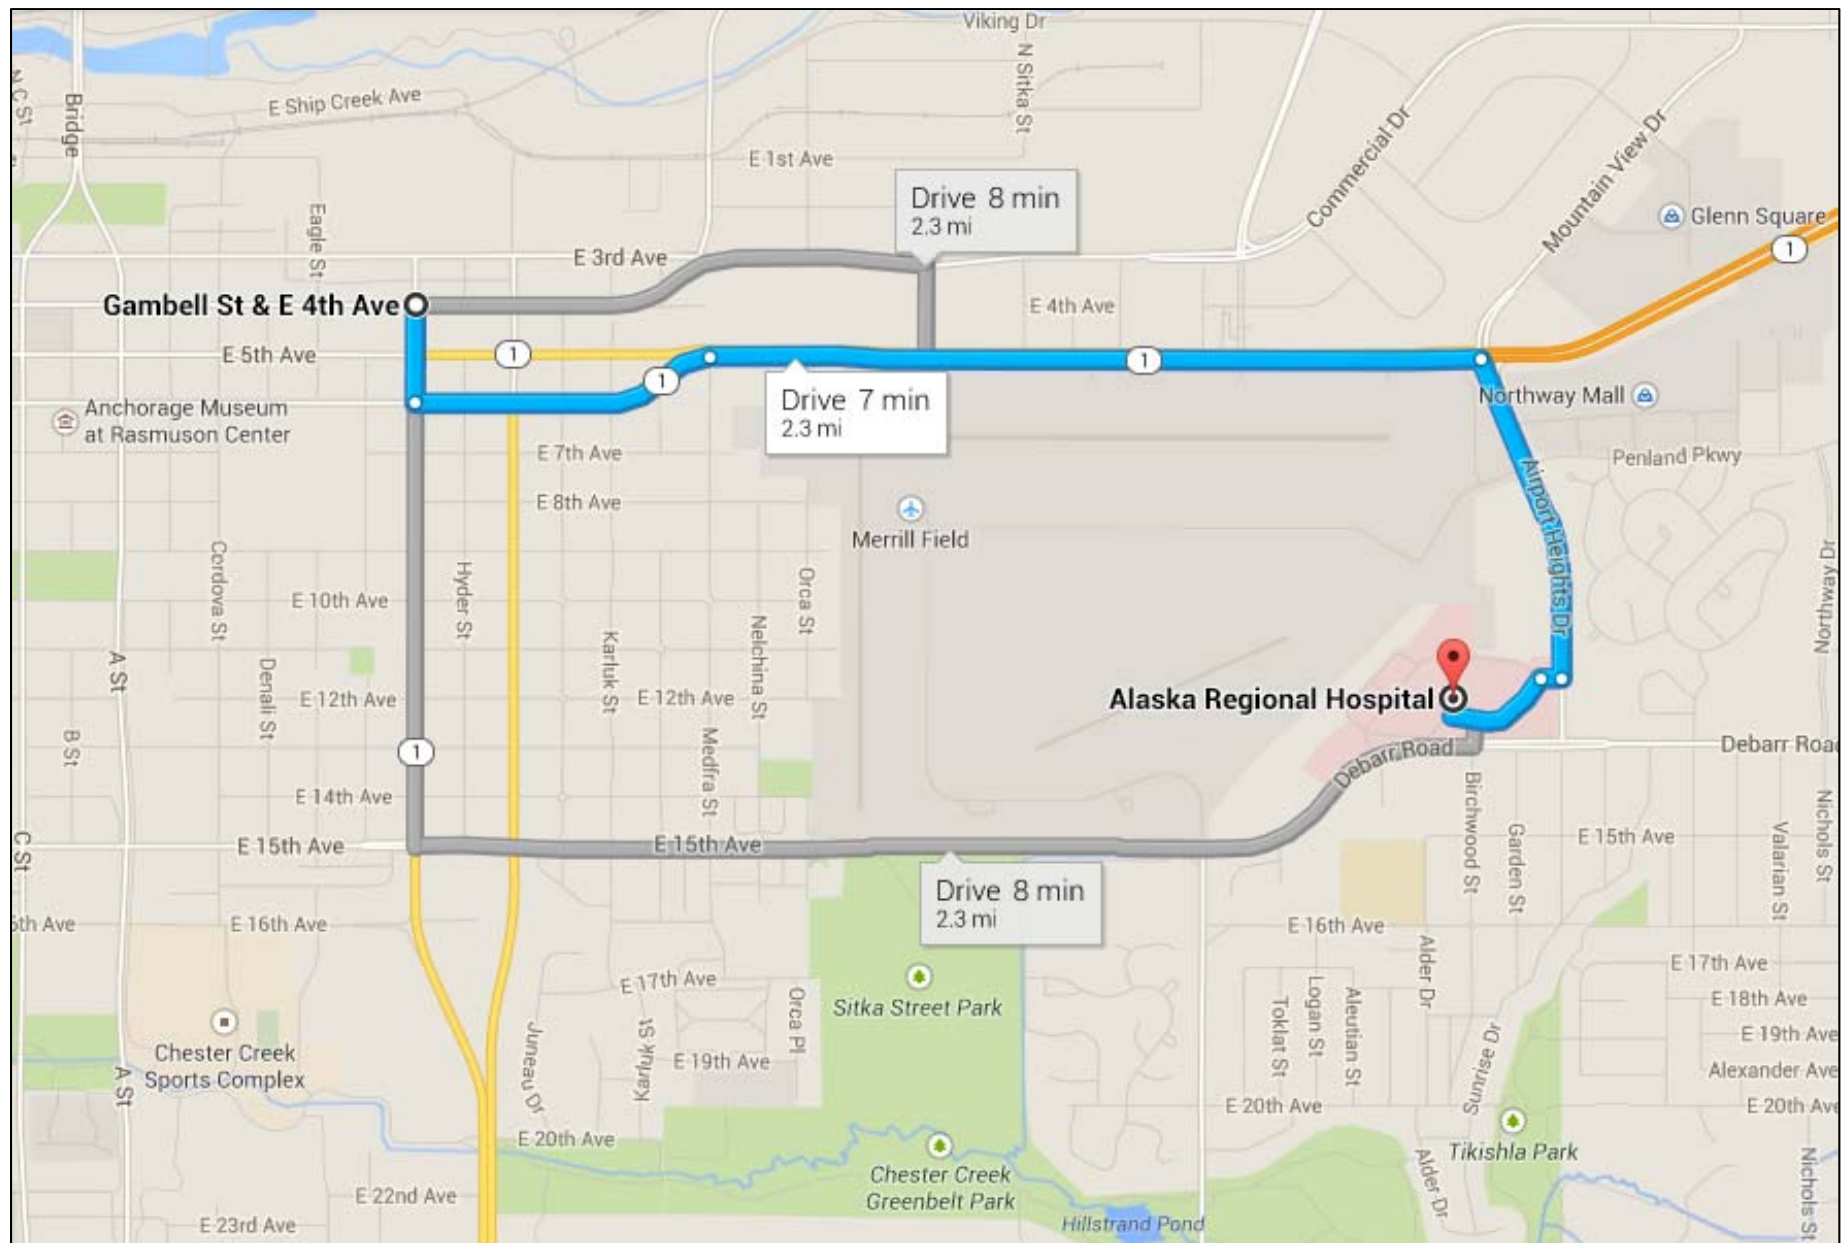 Viking Dr
N C St
Bridge
E Ship Creek Ave
N Sitka St
E 1st Ave
Commercial Dr
Mountain View Dr
Drive 8 min
2.3 mi
Glenn Square
1
Eagle St
E 3rd Ave
Gambell St & E 4th Ave
E 4th Ave
E 5th Ave
1
1
1
Drive 7 min
2.3 mi
Northway Mall
Anchorage Museum
at Rasmuson Center
E 7th Ave
Penland Pkwy
E 8th Ave
Merrill Field
Airport Heights Dr
Cordova St
Hyder St
Orca St
Northway Dr
E 10th Ave
Karluk St
Nelchina St
A St
Denali St
E 12th Ave
E 12th Ave
Alaska Regional Hospital
B St
1
Medfra St
Debarr Road
Debarr Road
E 14th Ave
Birchwood St
Nichols St
C St
E 15th Ave
E 15th Ave
Garden St
E 15th Ave
Valarian St
Drive 8 min
2.3 mi
6th Ave
E 16th Ave
E 16th Ave
Alder Dr
E 17th Ave
E 17th Ave
Sitka Street Park
Orca Pl
Toklat St
Logan St
Aleutian St
E 18th Ave
Juneau Dr
Karluk St
E 19th Ave
Chester Creek
Sports Complex
E 19th Ave
Sunrise Dr
Alexander Ave
A St
E 20th Ave
E 20th Ave
E 20th Ave
Tikishla Park
Chester Creek
Greenbelt Park
Alder Dr
Nichols St
E 22nd Ave
E 23rd Ave
Hillstrand Pond